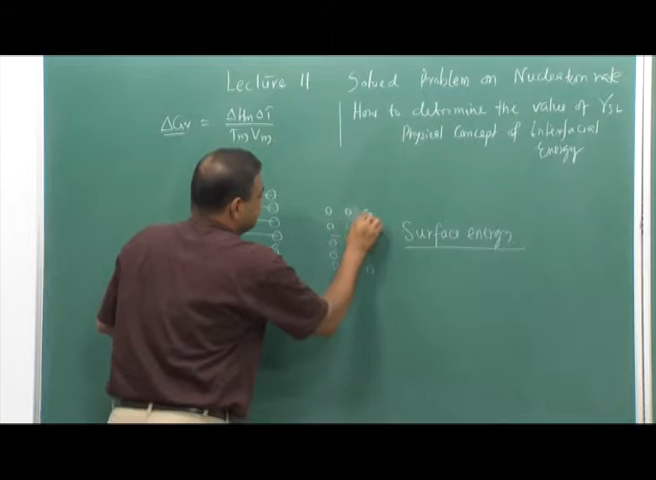 Lecture 11
Solved Problem on Nucleation rate
ΔGv = ΔHm ΔT / Tm Vm
How to determine the value of γSL
Physical Concept of Interfacial
Energy
Surface energy